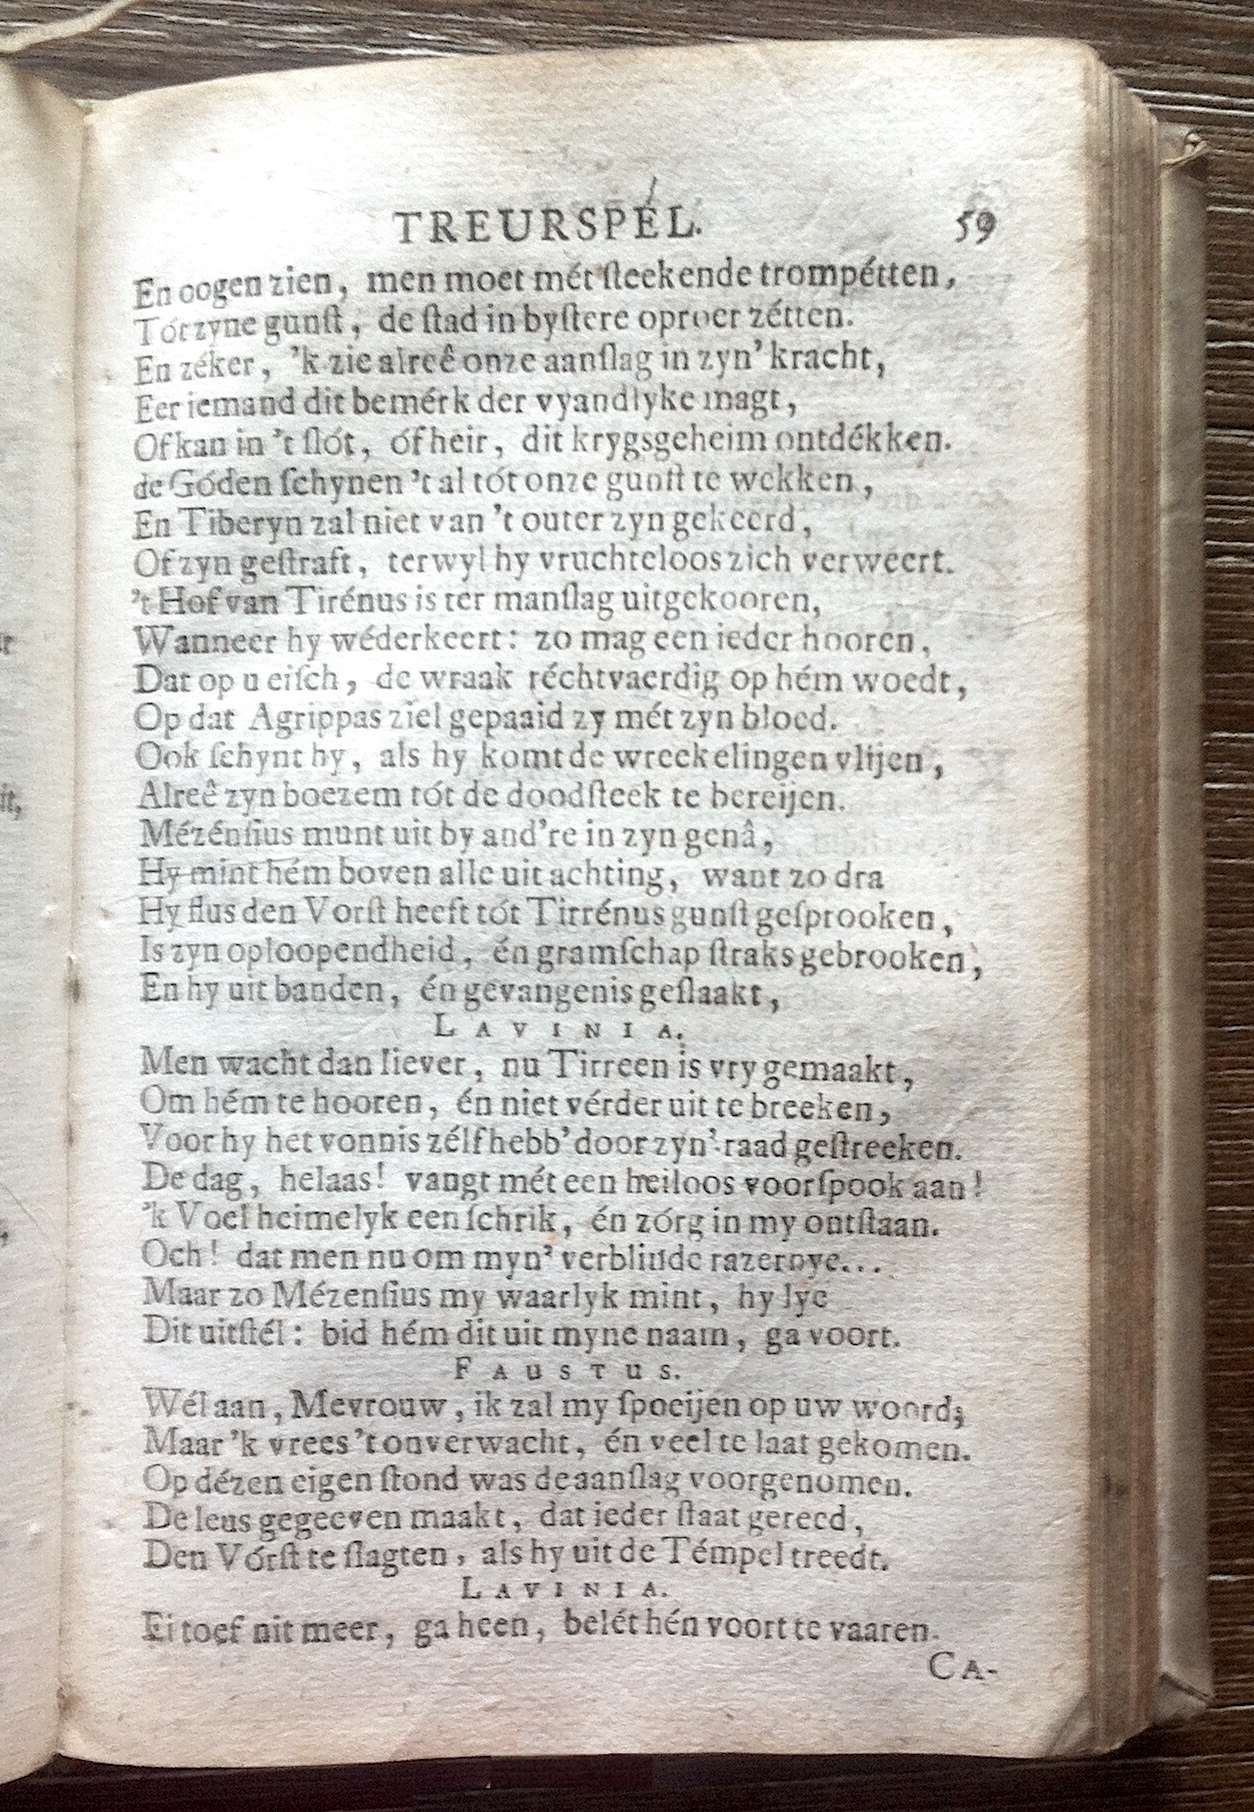 TREURSPÉL. 59
En oogen zien, men moet mét ſteekende trompétten,
Tót zyne gunſt, de ſtad in byſtere oproer zétten.
En zéker, 'k zie alreê onze aanſlag in zyn' kracht,
Eer iemand dit bemérk der vyandlyke magt,
Of kan in 't ſlót, óf heir, dit krygsgeheim ontdékken.
de Góden ſchynen 't al tót onze gunſt te wekken,
En Tiberyn zal niet van 't outer zyn gekeerd,
Of zyn geſtraft, terwyl hy vruchteloos zich verweert.
't Hof van Tirénus is ter manſlag uitgekooren,
Wanneer hy wéderkeert: zo mag een ieder hooren,
Dat op u eiſch, de wraak réchtvaerdig op hém woedt,
Op dat Agrippas ziel gepaaid zy mét zyn bloed.
Ook ſchynt hy, als hy komt de wreekelingen vlijen,
Alreê zyn boezem tót de doodſteek te bereijen.
Mézénſius munt uit by and're in zyn genâ,
Hy mint hém boven alle uit achting, want zo dra
Hy flus den Vorſt heeft tót Tirrénus gunſt geſprooken,
Is zyn oploopendheid, én gramſchap ſtraks gebrooken,
En hy uit banden, én gevangenis geſlaakt,
LAVINIA.
Men wacht dan liever, nu Tirreen is vry gemaakt,
Om hém te hooren, én niet vérder uit te breeken,
Voor hy het vonnis zélf hebb' door zyn' raad geſtreeken.
De dag, helaas! vangt mét een heiloos voorſpook aan!
'k Voel heimelyk een ſchrik, én zórg in my ontſtaan.
Och! dat men nu om myn' verblinde razernye...
Maar zo Mézenſius my waarlyk mint, hy lye
Dit uitſtél: bid hém dit uit myne naam, ga voort.
FAUSTUS.
Wél aan, Mevrouw, ik zal my ſpoeijen op uw woord;
Maar 'k vrees 't onverwacht, én veel te laat gekomen.
Op dézen eigen ſtond was de aanſlag voorgenomen.
De leus gegeeven maakt, dat ieder ſtaat gereed,
Den Vórſt te ſlagten, als hy uit de Témpel treedt.
LAVINIA.
Ei toef nit meer, ga heen, belét hén voort te vaaren.
CA-